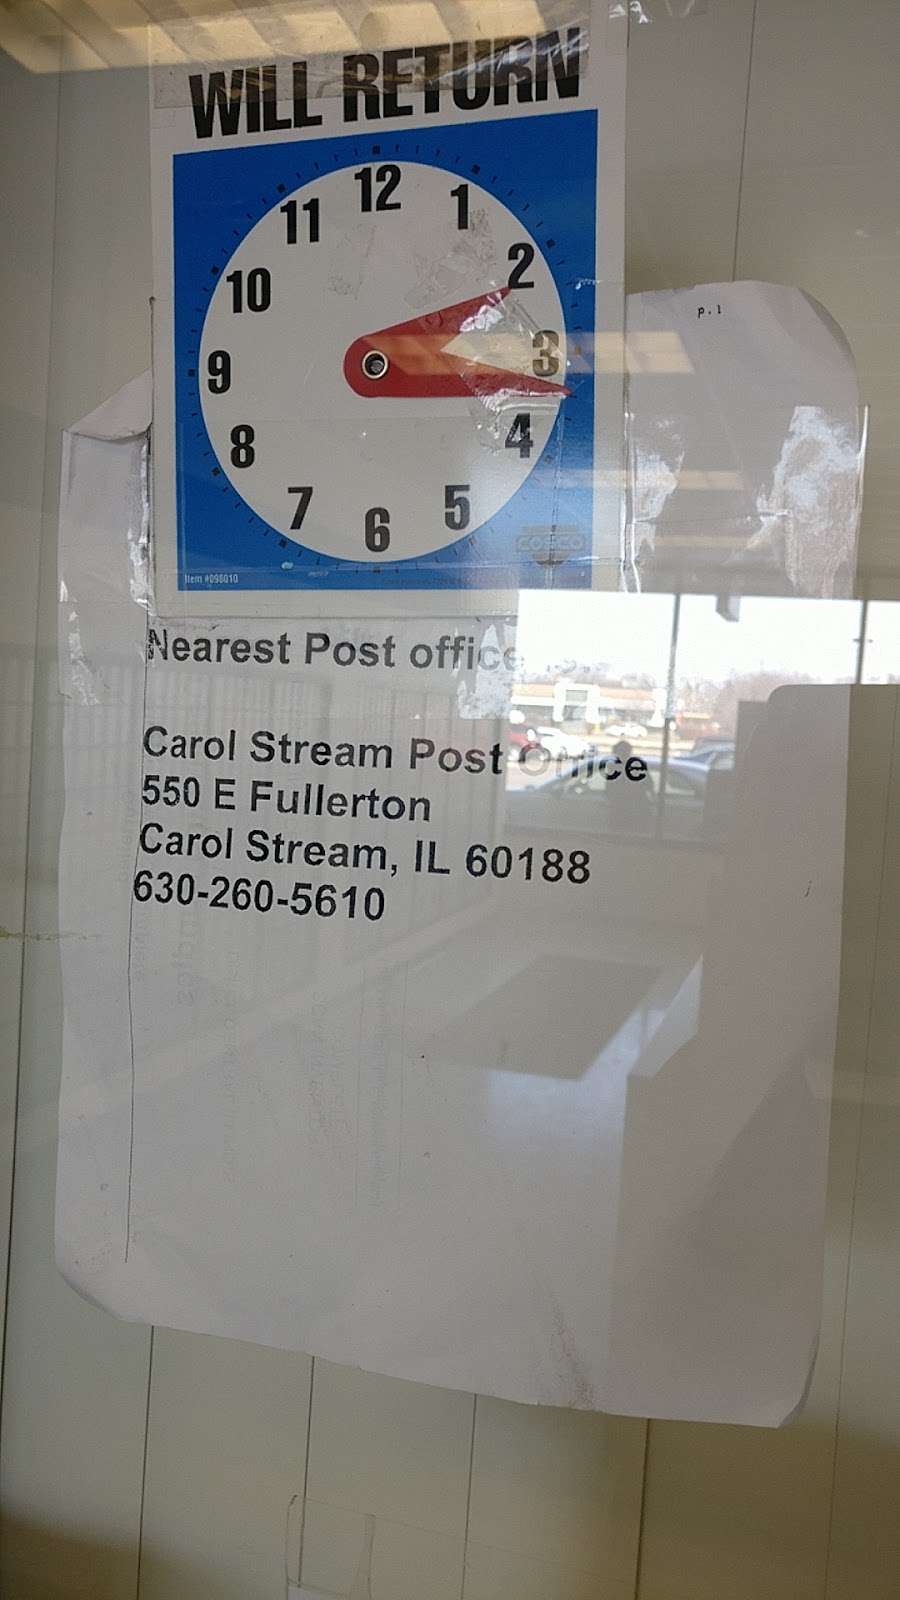 WILL RETURN
12
11
1
10
2
9
3
8
4
7
5
6
COSCO
Item #098010
p.1
Nearest Post office
Carol Stream Post Office
550 E Fullerton
Carol Stream, IL 60188
630-260-5610